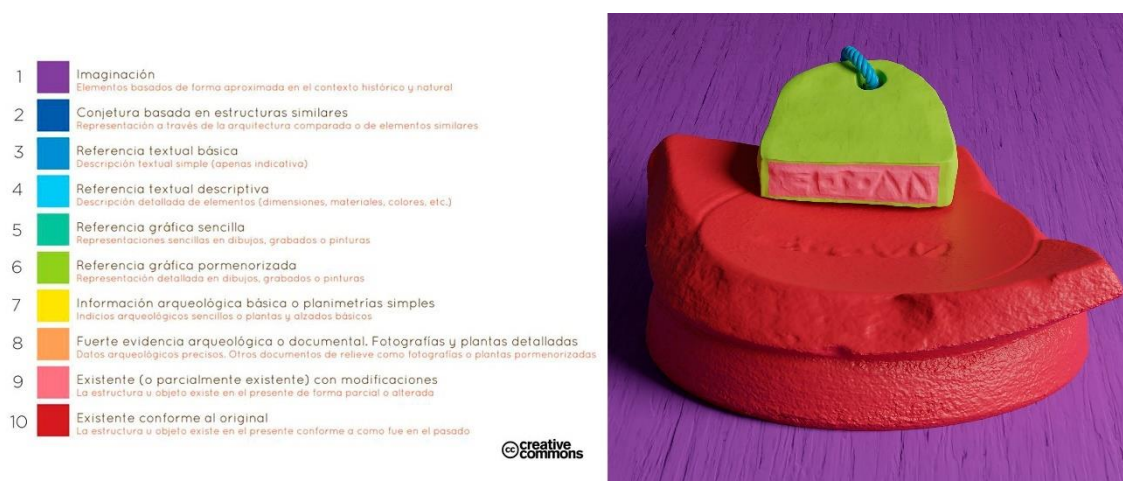 1
Imaginación
Elementos basados de forma aproximada en el contexto histórico y natural
2
Conjetura basada en estructuras similares
Representación a través de la arquitectura comparada o de elementos similares
3
Referencia textual básica
Descripción textual simple (apenas indicativa)
4
Referencia textual descriptiva
Descripción detallada de elementos (dimensiones, materiales, colores, etc.)
5
Referencia gráfica sencilla
Representaciones sencillas en dibujos, grabados o pinturas
6
Referencia gráfica pormenorizada
Representación detallada en dibujos, grabados o pinturas
7
Información arqueológica básica o planimetrías simples
Indicios arqueológicos sencillos o plantas y alzados básicos
8
Fuerte evidencia arqueológica o documental. Fotografías y plantas detalladas
Datos arqueológicos precisos. Otros documentos de relieve como fotografías o plantas pormenorizadas
9
Existente (o parcialmente existente) con modificaciones
La estructura u objeto existe en el presente de forma parcial o alterada
10
Existente conforme al original
La estructura u objeto existe en el presente conforme a como fue en el pasado
cc creative
commons